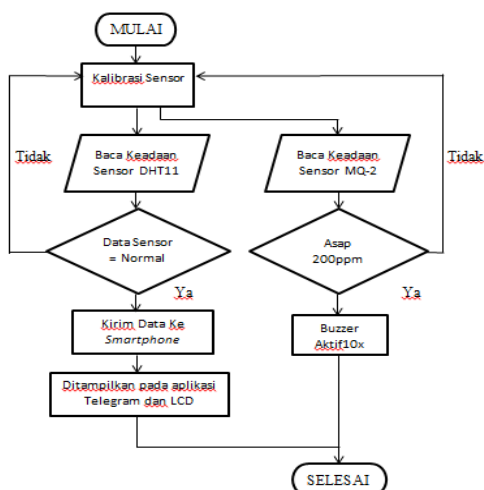 MULAI
Kalibrasi Sensor
Tidak
Baca Keadaan
Sensor DHT11
Baca Keadaan
Sensor MQ-2
Tidak
Data Sensor
= Normal
Asap
200ppm
Ya
Ya
Kirim Data Ke
Smartphone
Buzzer
Aktif10x
Ditampilkan pada aplikasi
Telegram dan LCD
SELESAI